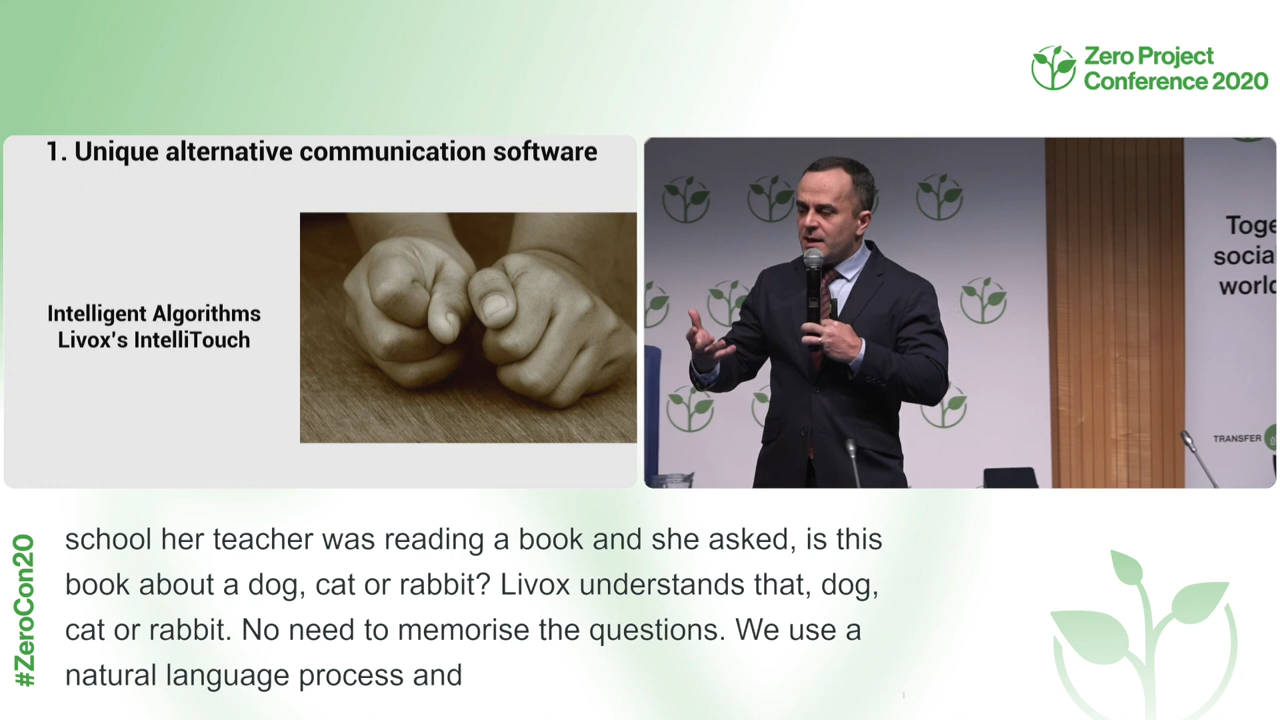 Zero Project
Conference 2020
1. Unique alternative communication software
Intelligent Algorithms
Livox's IntelliTouch
Toge
socia
world
TRANSFER
#ZeroCon20
school her teacher was reading a book and she asked, is this
book about a dog, cat or rabbit? Livox understands that, dog,
cat or rabbit. No need to memorise the questions. We use a
natural language process and